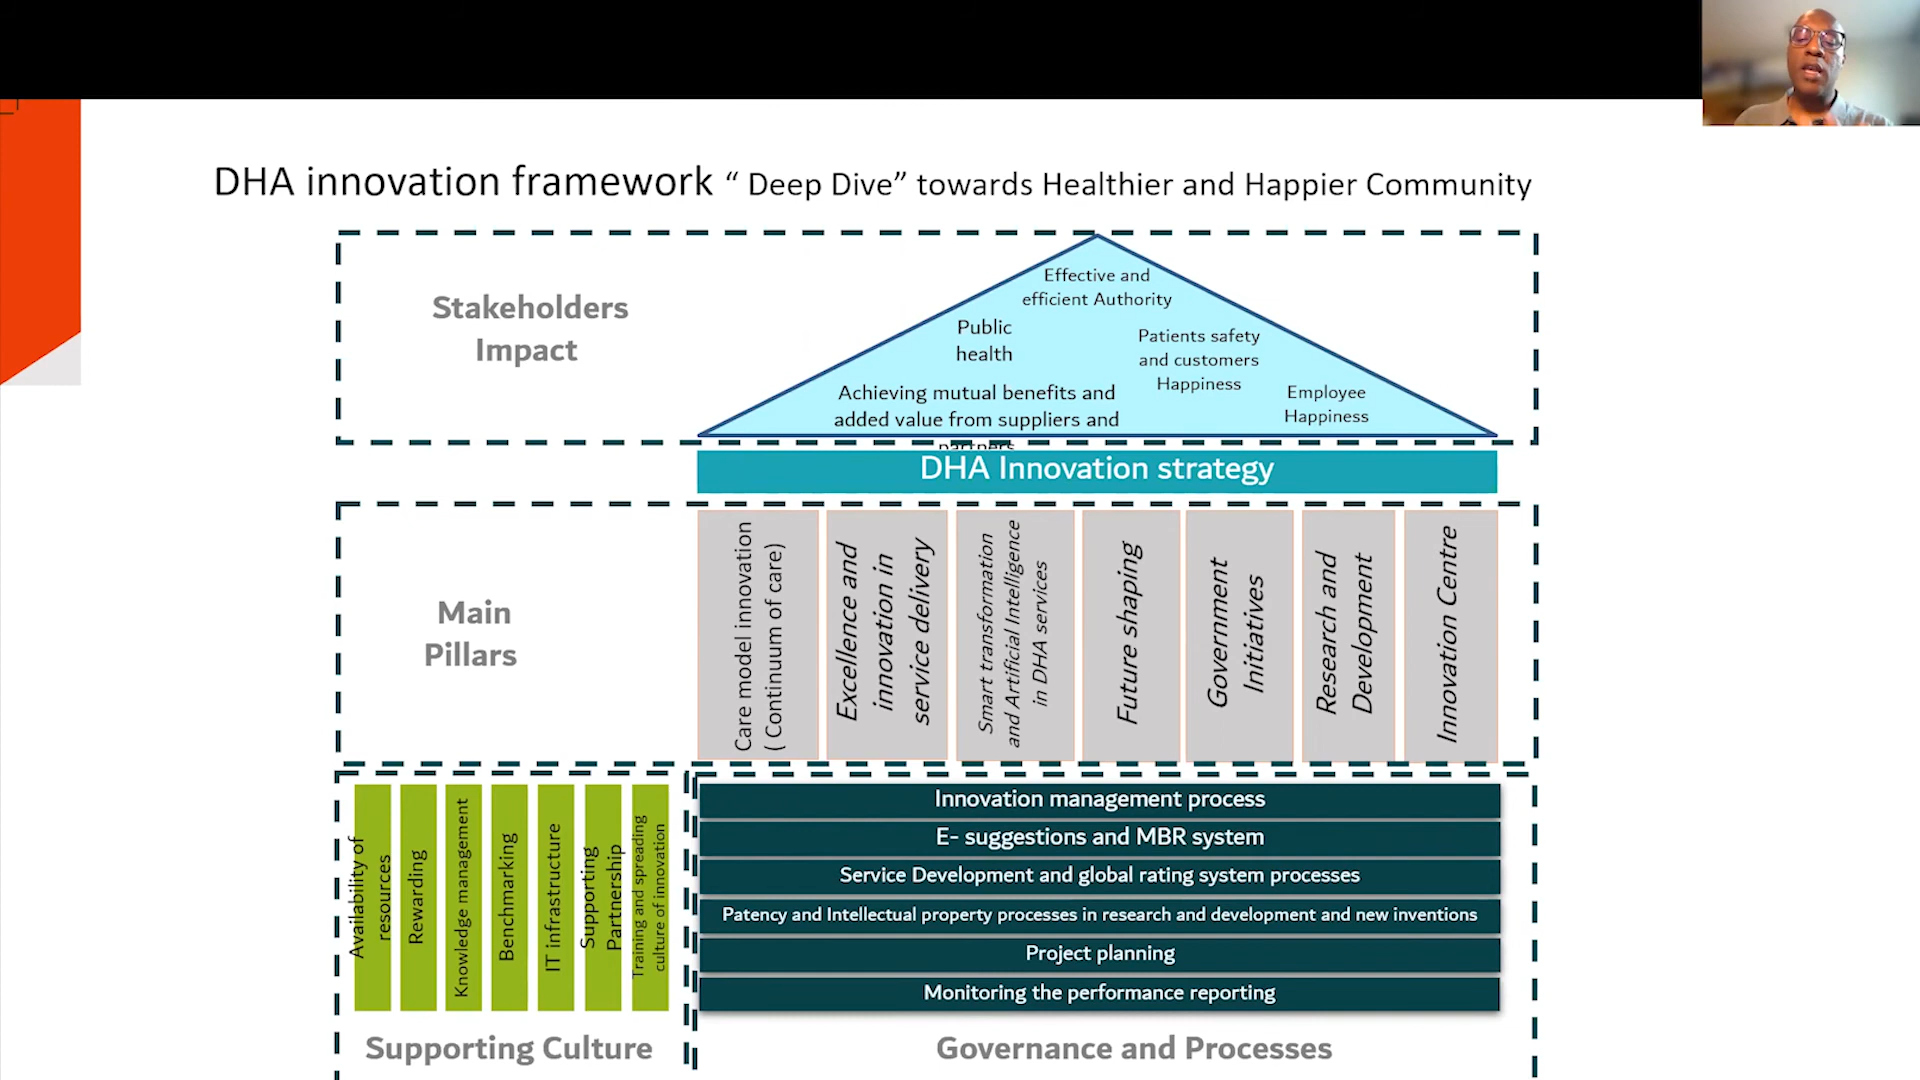 DHA innovation framework “ Deep Dive” towards Healthier and Happier Community
Stakeholders
Impact
Effective and
efficient Authority
Public
health
Patients safety
and customers
Happiness
Achieving mutual benefits and
added value from suppliers and
partners
Employee
Happiness
DHA Innovation strategy
Main
Pillars
Care model innovation
( Continuum of care)
Excellence and
innovation in
service delivery
Smart transformation
and Artificial Intelligence
in DHA services
Future shaping
Government
Initiatives
Research and
Development
Innovation Centre
Availability of
resources
Rewarding
Knowledge management
Benchmarking
IT infrastructure
Supporting
Partnership
Training and spreading
culture of innovation
Supporting Culture
Innovation management process
E- suggestions and MBR system
Service Development and global rating system processes
Patency and Intellectual property processes in research and development and new inventions
Project planning
Monitoring the performance reporting
Governance and Processes